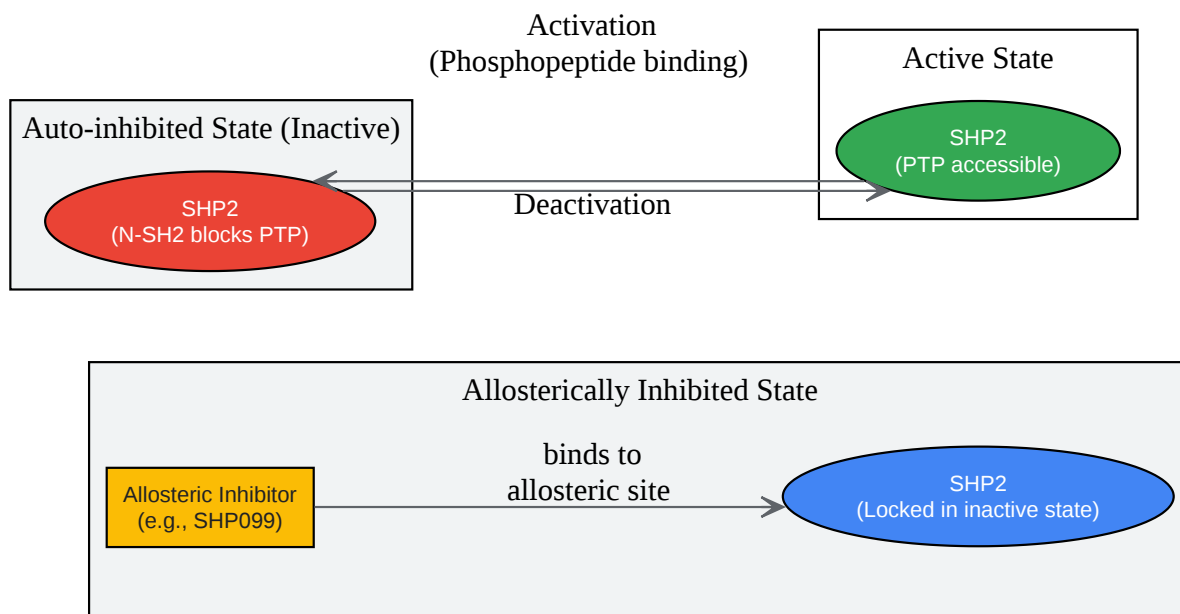 Activation
(Phosphopeptide binding)
Active State
SHP2
(PTP accessible)
Auto-inhibited State (Inactive)
SHP2
(N-SH2 blocks PTP)
Deactivation
Allosterically Inhibited State
Allosteric Inhibitor
(e.g., SHP099)
binds to
allosteric site
SHP2
(Locked in inactive state)